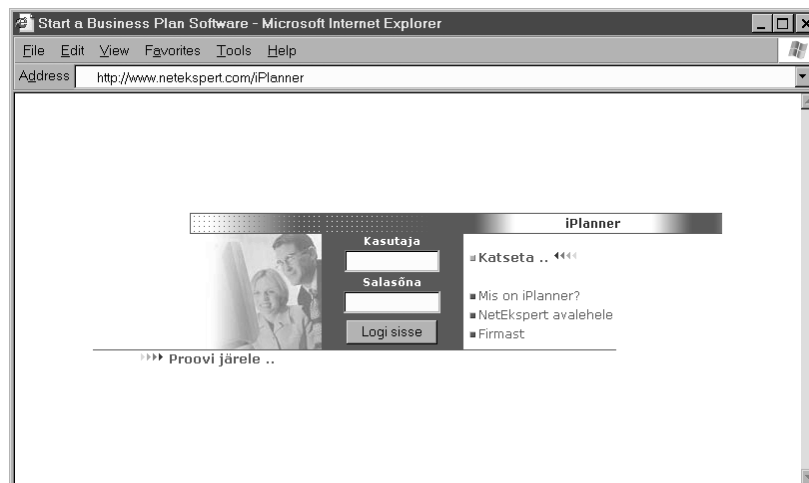 Start a Business Plan Software - Microsoft Internet Explorer
File Edit View Favorites Tools Help
Address http://www.netekspert.com/iPlanner
iPlanner
Kasutaja
Salasõna
Logi sisse
Katseta ..
Mis on iPlanner?
NetEkspert avalehele
Firmast
Proovi järele ..